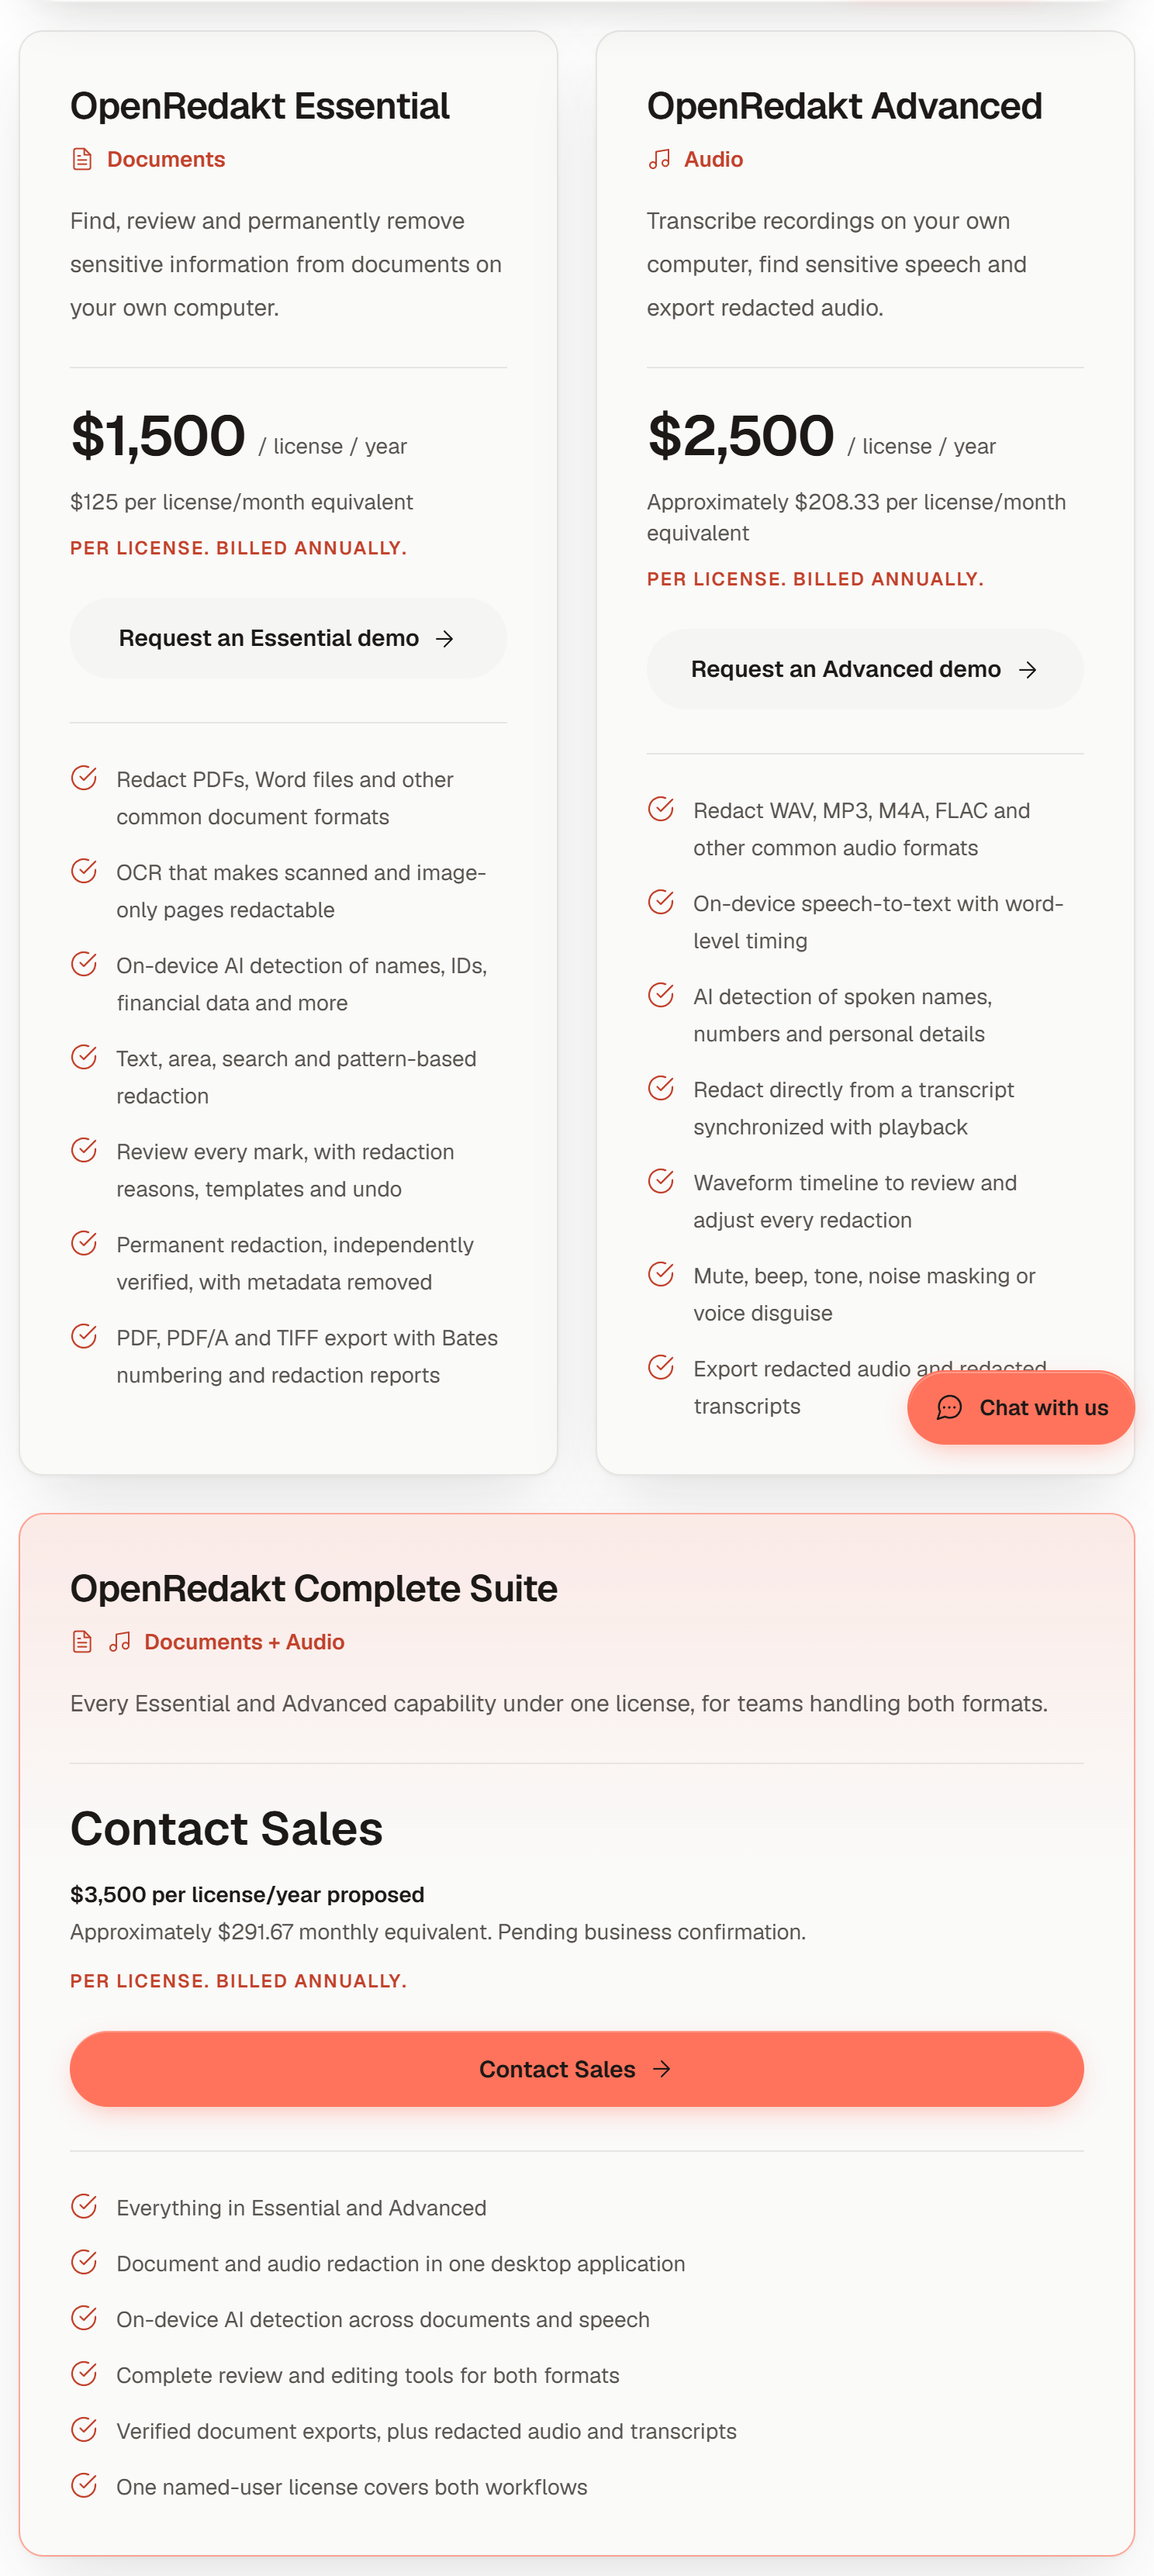 OpenRedakt Essential
Documents
Find, review and permanently remove
sensitive information from documents on
your own computer.
$1,500 / license / year
$125 per license/month equivalent
PER LICENSE. BILLED ANNUALLY.
Request an Essential demo →
Redact PDFs, Word files and other
common document formats
OCR that makes scanned and image-
only pages redactable
On-device AI detection of names, IDs,
financial data and more
Text, area, search and pattern-based
redaction
Review every mark, with redaction
reasons, templates and undo
Permanent redaction, independently
verified, with metadata removed
PDF, PDF/A and TIFF export with Bates
numbering and redaction reports
OpenRedakt Advanced
Audio
Transcribe recordings on your own
computer, find sensitive speech and
export redacted audio.
$2,500 / license / year
Approximately $208.33 per license/month
equivalent
PER LICENSE. BILLED ANNUALLY.
Request an Advanced demo →
Redact WAV, MP3, M4A, FLAC and
other common audio formats
On-device speech-to-text with word-
level timing
AI detection of spoken names,
numbers and personal details
Redact directly from a transcript
synchronized with playback
Waveform timeline to review and
adjust every redaction
Mute, beep, tone, noise masking or
voice disguise
Export redacted audio and redacted
transcripts
Chat with us
OpenRedakt Complete Suite
Documents + Audio
Every Essential and Advanced capability under one license, for teams handling both formats.
Contact Sales
$3,500 per license/year proposed
Approximately $291.67 monthly equivalent. Pending business confirmation.
PER LICENSE. BILLED ANNUALLY.
Contact Sales →
Everything in Essential and Advanced
Document and audio redaction in one desktop application
On-device AI detection across documents and speech
Complete review and editing tools for both formats
Verified document exports, plus redacted audio and transcripts
One named-user license covers both workflows